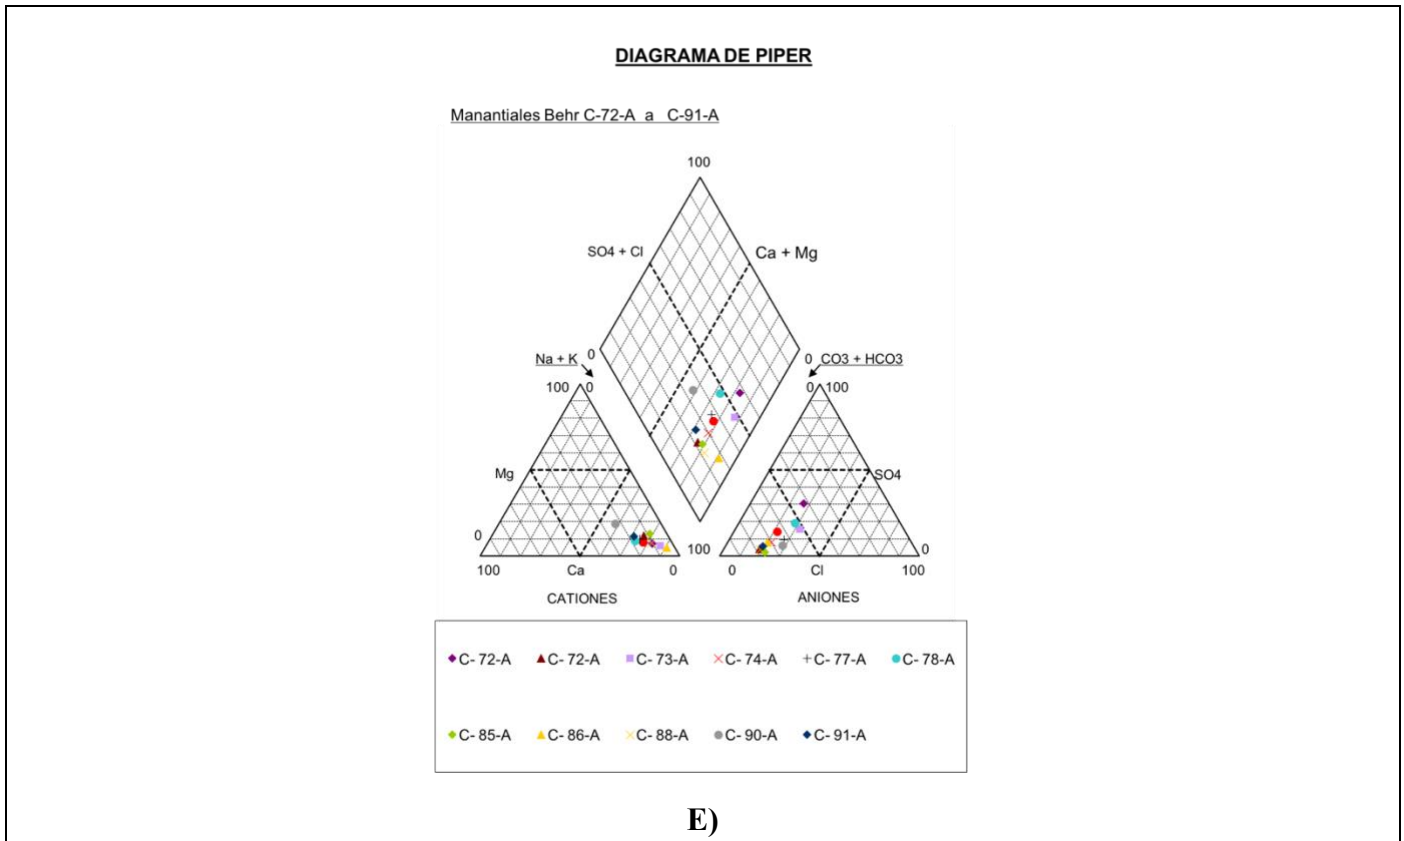 DIAGRAMA DE PIPER
Manantiales Behr C-72-A a C-91-A
100
SO4 + Cl
Ca + Mg
Na + K
0
0
CO3 + HCO3
100
0
0
100
Mg
SO4
0
100
0
100
Ca
0
0
Cl
100
CATIONES
ANIONES
C- 72-A
C- 72-A
C- 73-A
C- 74-A
C- 77-A
C- 78-A
C- 85-A
C- 86-A
C- 88-A
C- 90-A
C- 91-A
E)